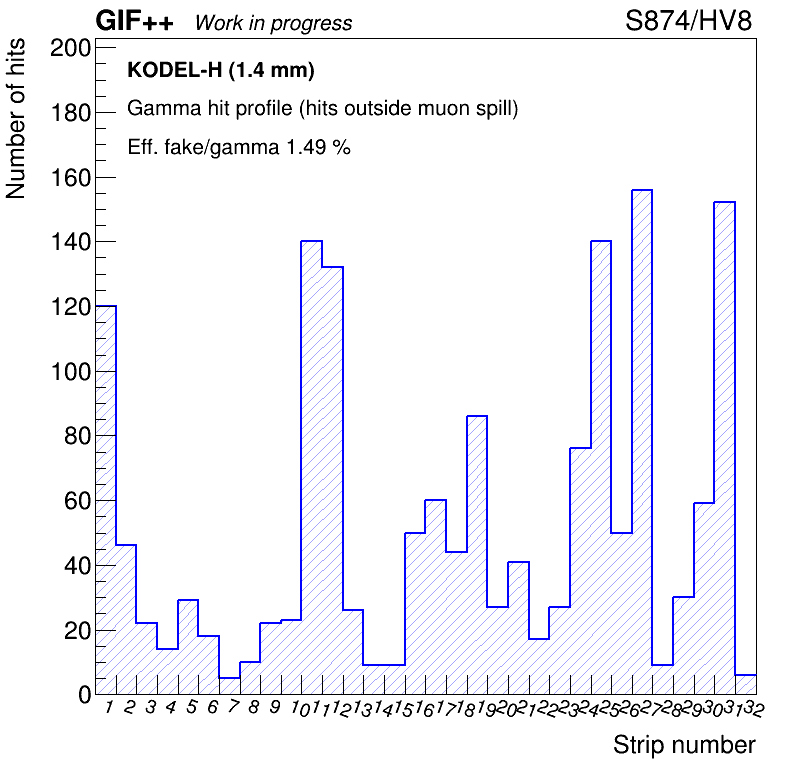 GIF++ Work in progress S874/HV8
Number of hits
KODEL-H (1.4 mm)
Gamma hit profile (hits outside muon spill)
Eff. fake/gamma 1.49 %
200
180
160
140
120
100
80
60
40
20
0
1 2 3 4 5 6 7 8 9 10 11 12 13 14 15 16 17 18 19 20 21 22 23 24 25 26 27 28 29 30 31 32
Strip number